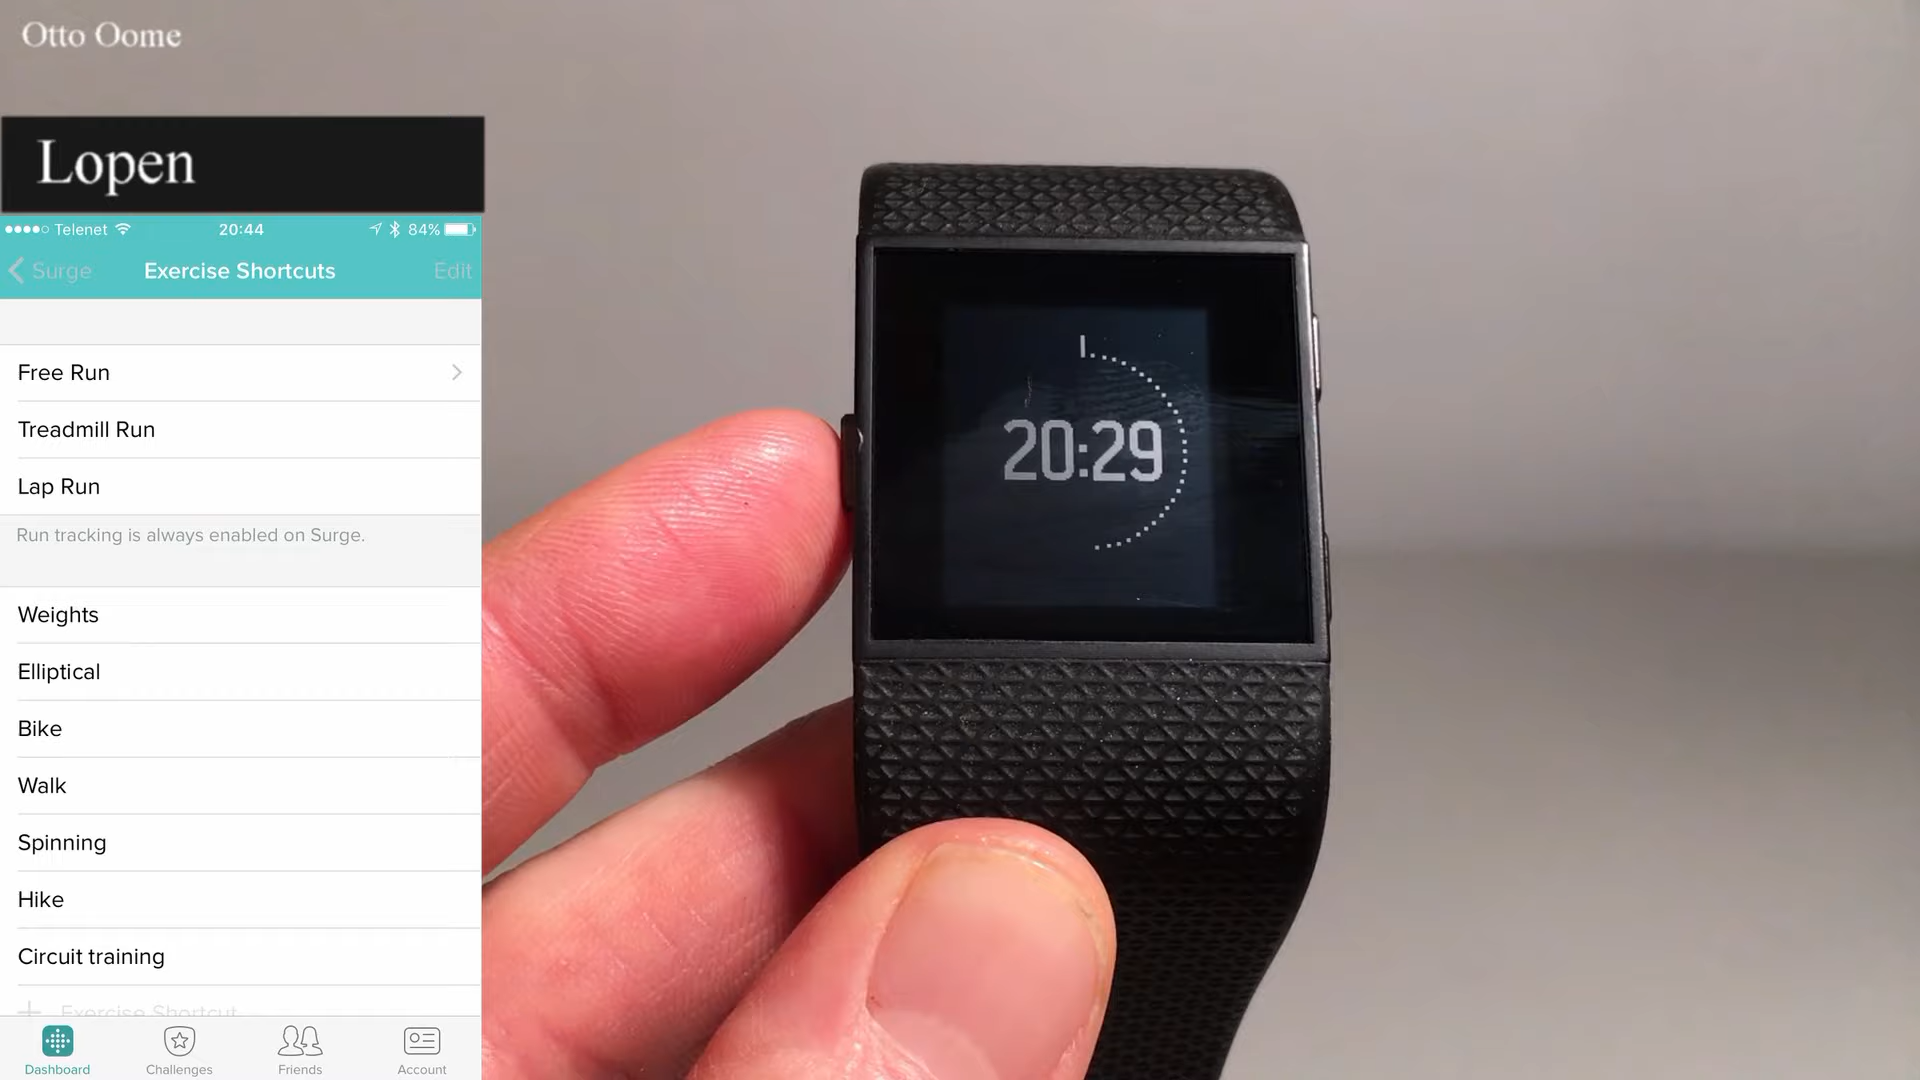 Otto Oome
Lopen
Telenet 20:44 84%
Surge Exercise Shortcuts Edit
Free Run
Treadmill Run
Lap Run
Run tracking is always enabled on Surge.
Weights
Elliptical
Bike
Walk
Spinning
Hike
Circuit training
+ Exercise Shortcut
Dashboard Challenges Friends Account
20:29